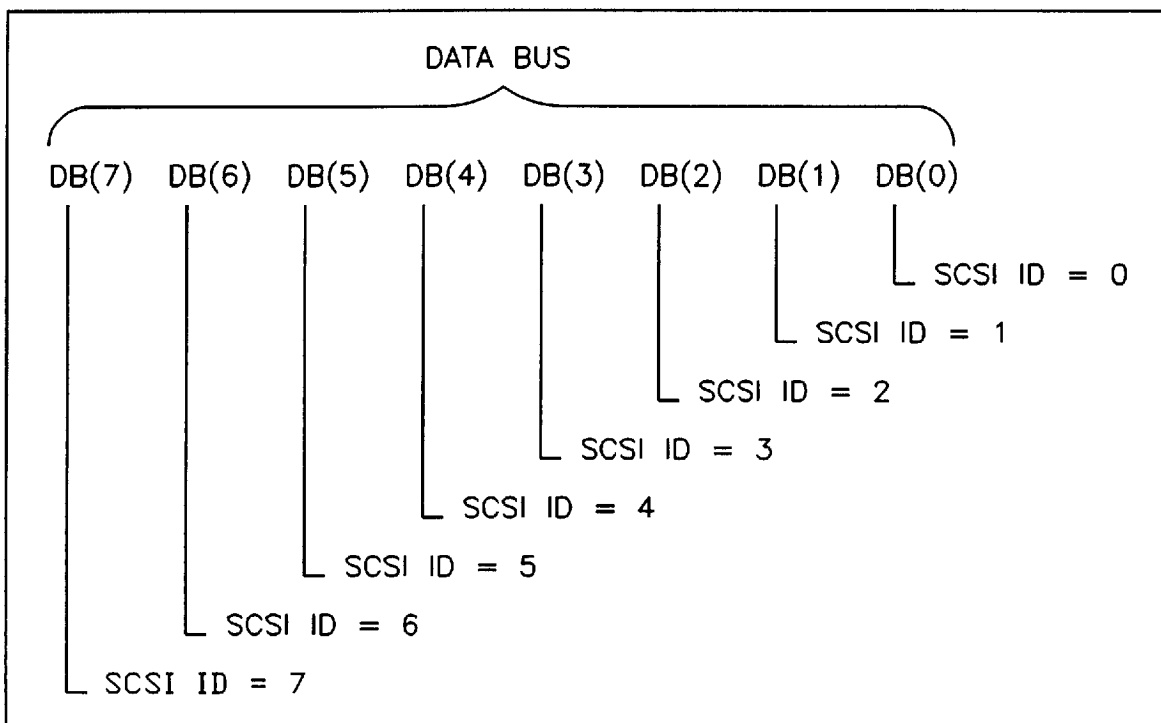 DATA BUS
DB(7) DB(6) DB(5) DB(4) DB(3) DB(2) DB(1) DB(0)
SCSI ID = 0
SCSI ID = 1
SCSI ID = 2
SCSI ID = 3
SCSI ID = 4
SCSI ID = 5
SCSI ID = 6
SCSI ID = 7